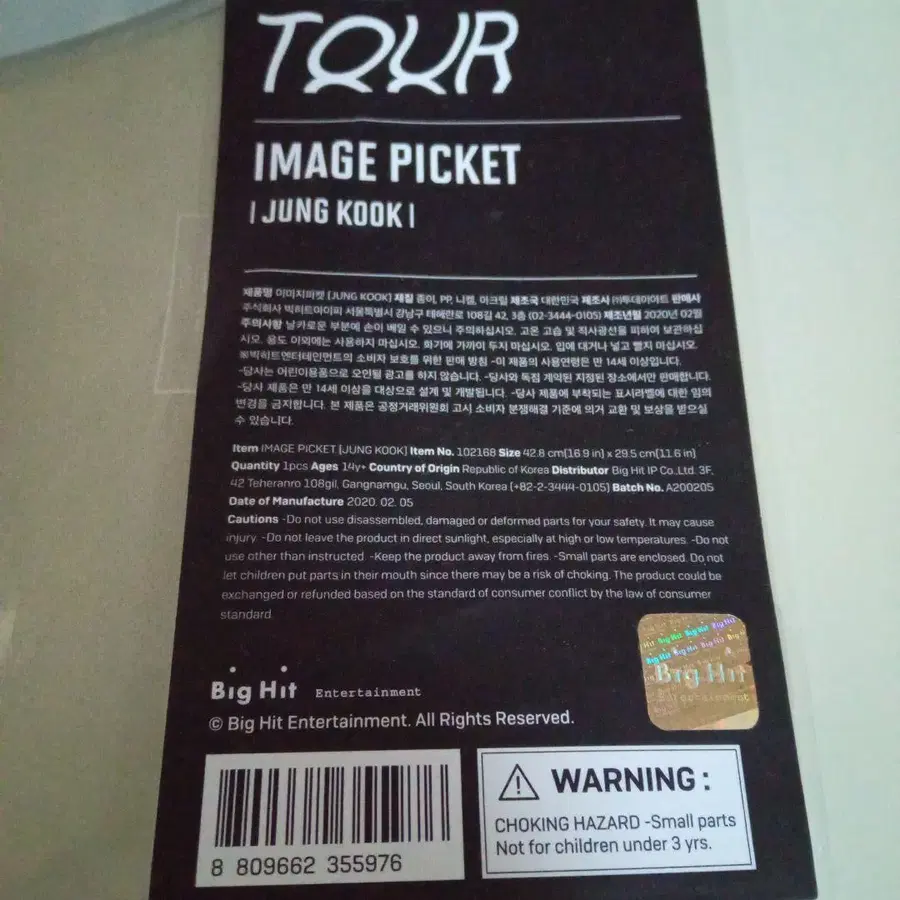 TOUR
IMAGE PICKET
| JUNG KOOK |
제품명 이미지피켓 [JUNG KOOK] 재질 종이, PP, 니켈, 아크릴 제조국 대한민국 제조사 ㈜투데이아트 판매사
주식회사 빅히트아이피 서울특별시 강남구 테헤란로 108길 42, 3층 (02-3444-0105) 제조년월 2020년 02월
주의사항 날카로운 부분에 손이 베일 수 있으니 주의하십시오. 고온 고습 및 직사광선을 피하여 보관하십
시오. 용도 이외에는 사용하지 마십시오. 화기에 가까이 두지 마십시오. 입에 대거나 넣고 빨지 마십시오.
※빅히트엔터테인먼트의 소비자 보호를 위한 판매 방침 -이 제품의 사용연령은 만 14세 이상입니다.
-당사는 어린이용품으로 오인될 광고를 하지 않습니다. -당사와 독점 계약된 지정된 장소에서만 판매합니다.
-당사 제품은 만 14세 이상을 대상으로 설계 및 개발됩니다. -당사 제품에 부착되는 표시라벨에 대한 임의
변경을 금지합니다. 본 제품은 공정거래위원회 고시 소비자 분쟁해결 기준에 의거 교환 및 보상을 받으실
수 있습니다.
Item IMAGE PICKET [JUNG KOOK] Item No. 102168 Size 42.8 cm(16.9 in) x 29.5 cm(11.6 in)
Quantity 1pcs Ages 14y+ Country of Origin Republic of Korea Distributor Big Hit IP Co.,Ltd. 3F,
42 Teheranro 108gil, Gangnamgu, Seoul, South Korea (+82-2-3444-0105) Batch No. A200205
Date of Manufacture 2020. 02. 05
Cautions -Do not use disassembled, damaged or deformed parts for your safety. It may cause
injury. -Do not leave the product in direct sunlight, especially at high or low temperatures. -Do not
use other than instructed. -Keep the product away from fires. -Small parts are enclosed. Do not
let children put parts in their mouth since there may be a risk of choking. The product could be
exchanged or refunded based on the standard of consumer conflict by the law of consumer
standard.
Big Hit Entertainment
Big Hit Entertainment
© Big Hit Entertainment. All Rights Reserved.
WARNING :
CHOKING HAZARD -Small parts
Not for children under 3 yrs.
8 809662 355976